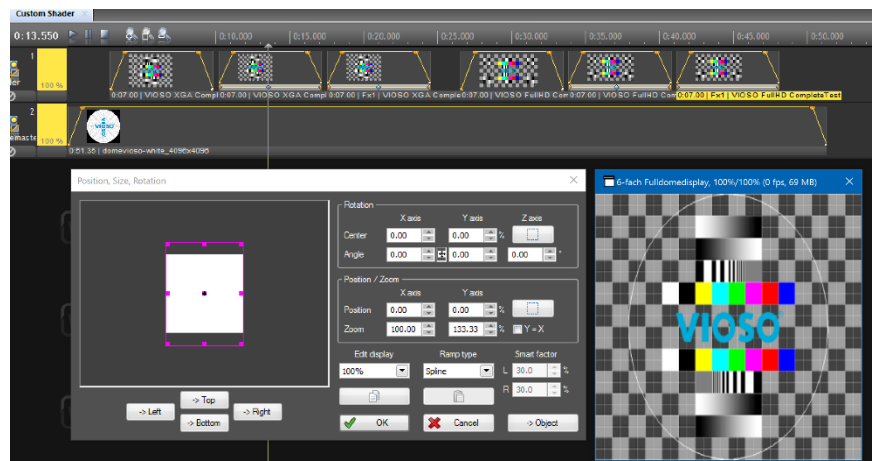 Custom Shader
0:13.550 0:10.000 0:15.000 0:20.000 0:25.000 0:30.000 0:35.000 0:40.000 0:45.000 0:50.000
1
100 %
0:07.00 | VIOSO XGA Compl 0:07.00 | VIOSO XGA Compl 0:07.00 | Fx1 | VIOSO XGA Comple 0:07.00 | VIOSO FullHD Com 0:07.00 | VIOSO FullHD Com 0:07.00 | Fx1 | VIOSO FullHD CompleteTest
2
VIOSO
100 %
0:51.35 | domevioso-white_4096x4096
Position, Size, Rotation
6-fach Fulldomedisplay, 100%/100% (0 fps, 69 MB)
Rotation
X axis Y axis Z axis
Center 0.00 0.00 %
Angle 0.00 0.00 0.00 °
Position / Zoom
X axis Y axis
Position 0.00 0.00 %
Zoom 100.00 133.33 % Y = X
Edit display Ramp type Smart factor
100% Spline L 30.0
R 30.0
-> Top
-> Left -> Right
-> Bottom
OK Cancel -> Object
VIOSO